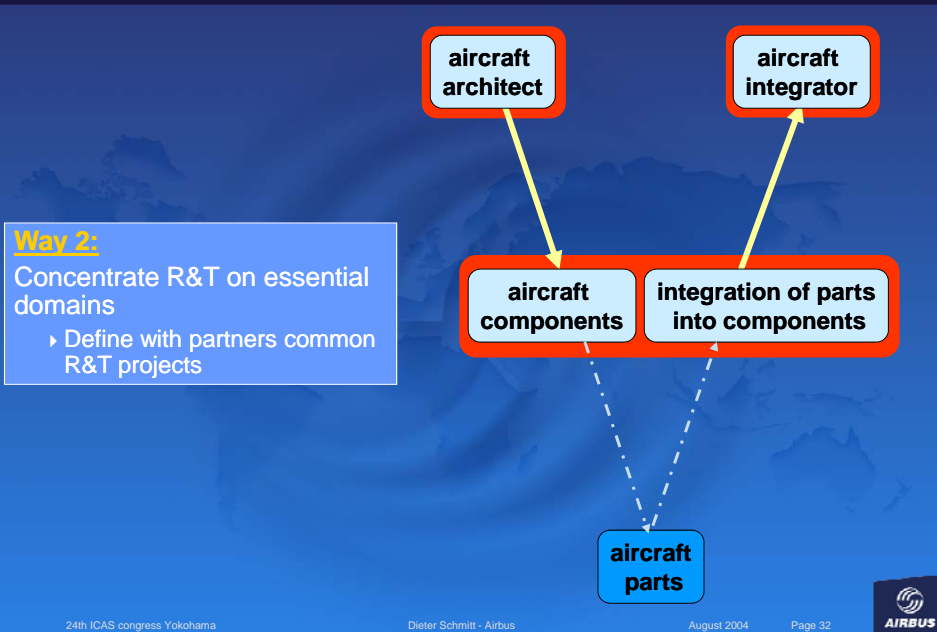 aircraft
architect
aircraft
integrator
Way 2:
Concentrate R&T on essential
domains
Define with partners common
R&T projects
aircraft
components
integration of parts
into components
aircraft
parts
24th ICAS congress Yokohama
Dieter Schmitt - Airbus
August 2004
Page 32
AIRBUS